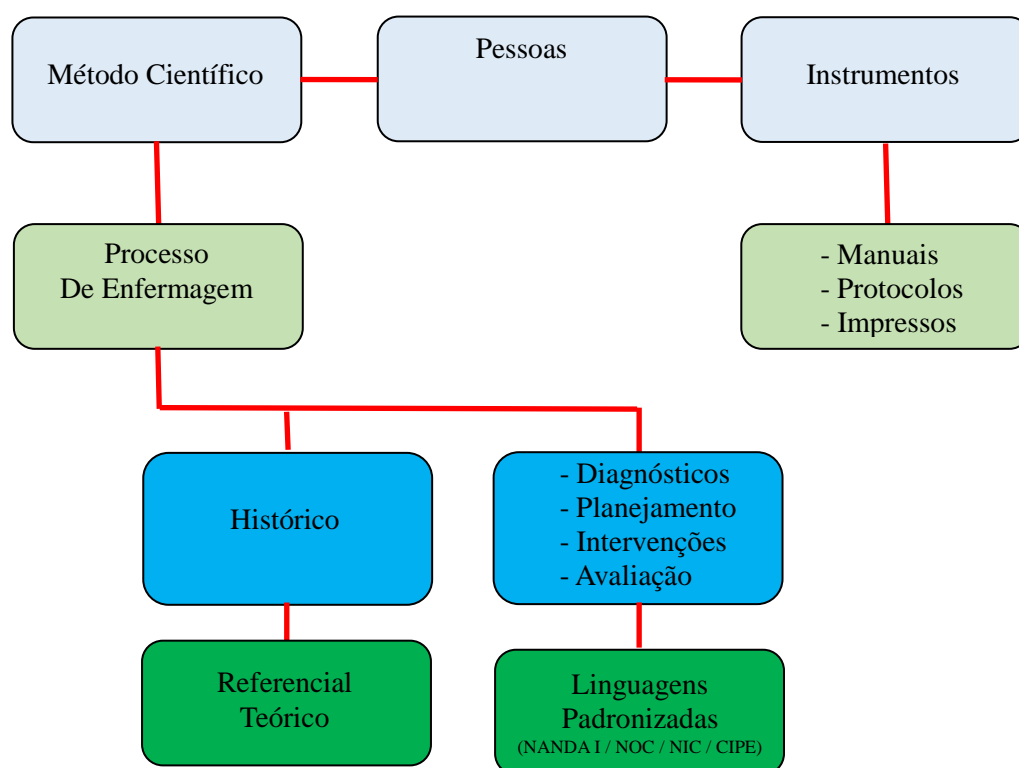 Método Científico
Pessoas
Instrumentos
Processo
De Enfermagem
- Manuais
- Protocolos
- Impressos
Histórico
- Diagnósticos
- Planejamento
- Intervenções
- Avaliação
Referencial
Teórico
Linguagens
Padronizadas
(NANDA I / NOC / NIC / CIPE)